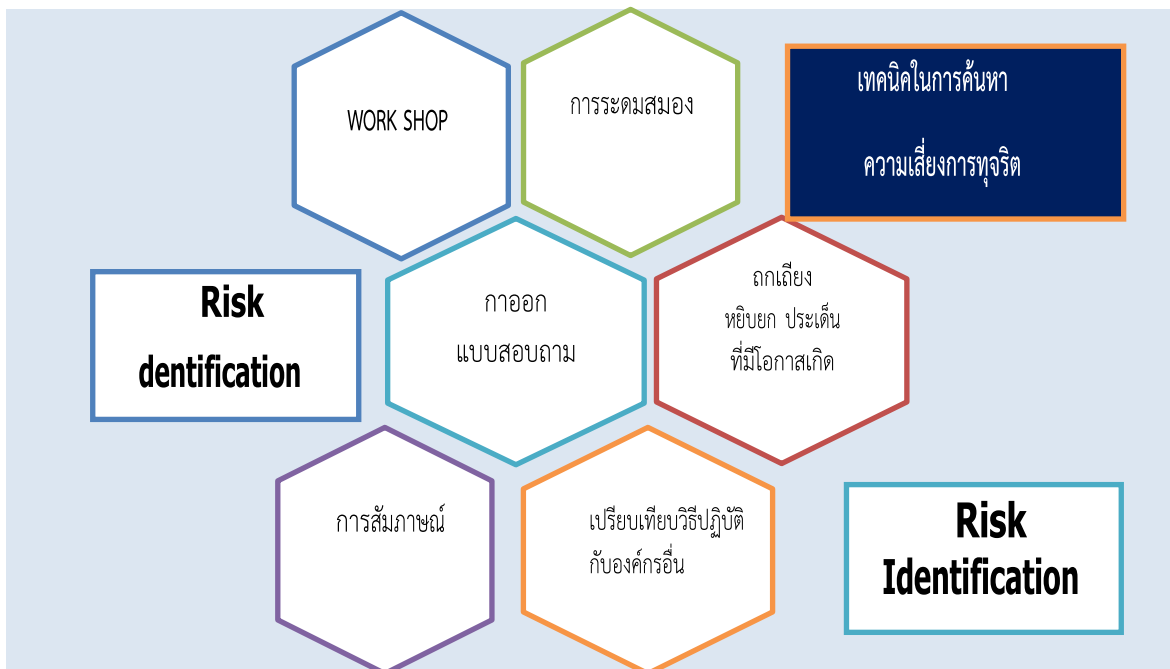 WORK SHOP
การระดมสมอง
เทคนิคในการค้นหา
ความเสี่ยงการทุจริต
Risk
dentification
กาออก
แบบสอบถาม
ถกเถียง
หยิบยก ประเด็น
ที่มีโอกาสเกิด
การสัมภาษณ์
เปรียบเทียบวิธีปฏิบัติ
กับองค์กรอื่น
Risk
Identification